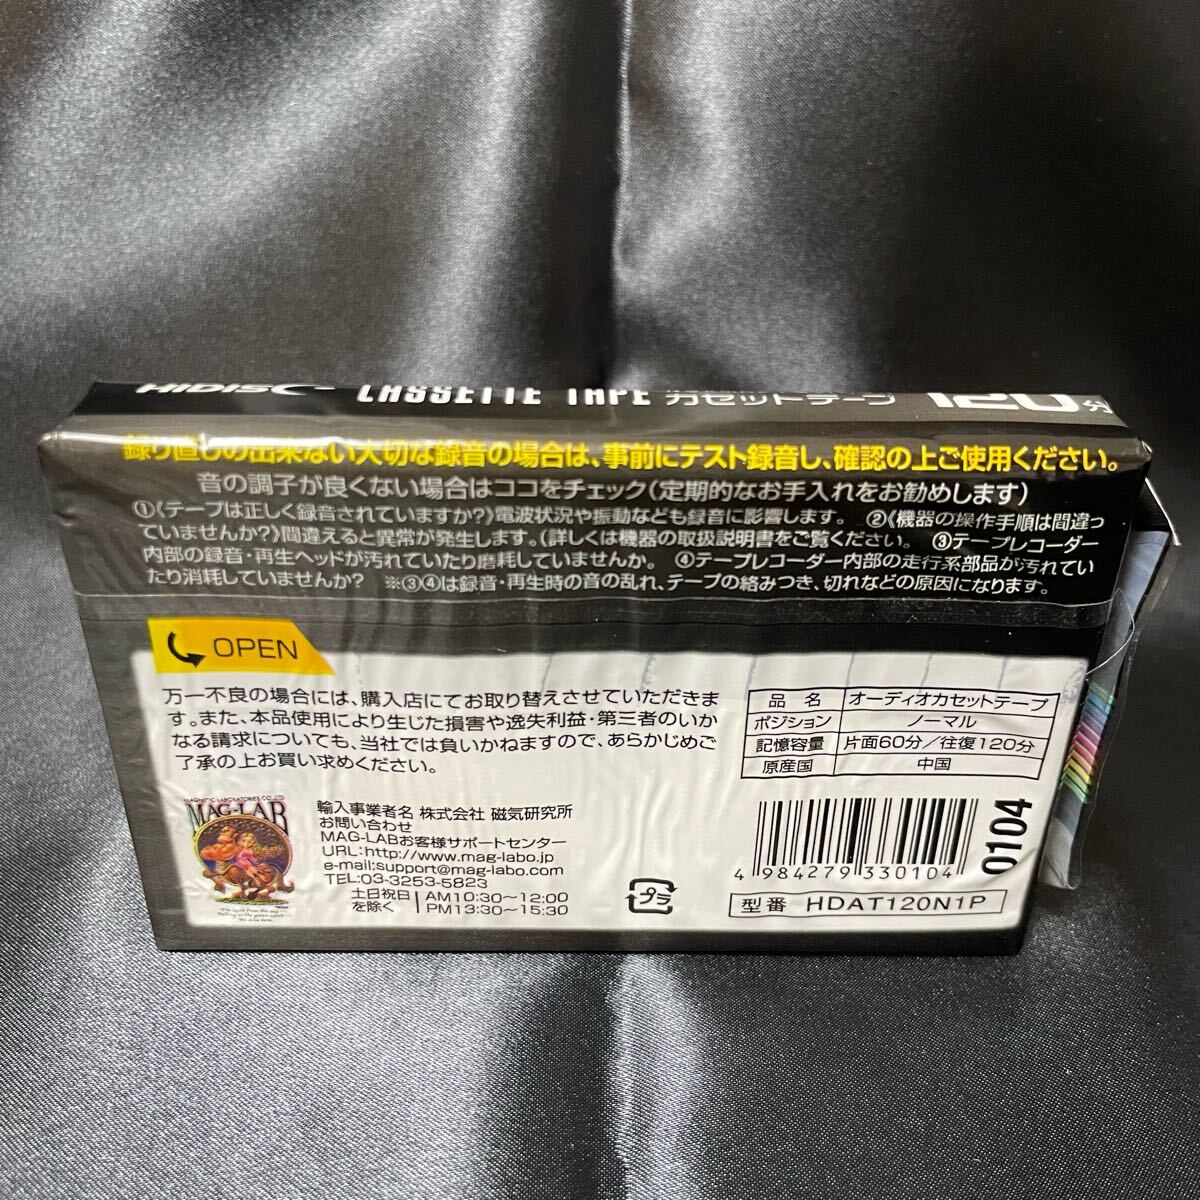 HIDISC CASSETTE TAPE カセットテープ 120分
録り直しの出来ない大切な録音の場合は、事前にテスト録音し、確認の上ご使用ください。
音の調子が良くない場合はココをチェック(定期的なお手入れをお勧めします)
①《テープは正しく録音されていますか?》電波状況や振動なども録音に影響します。 ②《機器の操作手順は間違っ
ていませんか?》間違えると異常が発生します。(詳しくは機器の取扱説明書をご覧ください。 ③テープレコーダー
内部の録音・再生ヘッドが汚れていたり磨耗していませんか。 ④テープレコーダー内部の走行系部品が汚れてい
たり消耗していませんか? ※③④は録音・再生時の音の乱れ、テープの絡みつき、切れなどの原因になります。
OPEN
万一不良の場合には、購入店にてお取り替えさせていただきま
す。また、本品使用により生じた損害や逸失利益・第三者のいか
なる請求についても、当社では負いかねますので、あらかじめご
了承の上お買い求めください。
品名 オーディオカセットテープ
ポジション ノーマル
記憶容量 片面60分/往復120分
原産国 中国
MAGNETIC LABORATORIES CO.,LTD
MAG-LAB
輸入事業者名 株式会社 磁気研究所
お問い合わせ
MAG-LABお客様サポートセンター
URL:http://www.mag-labo.jp
e-mail:support@mag-labo.com
TEL:03-3253-5823
土日祝日を除く AM10:30~12:00
PM13:30~15:30
プラ
4 984279 330104
0104
型番 HDAT120N1P